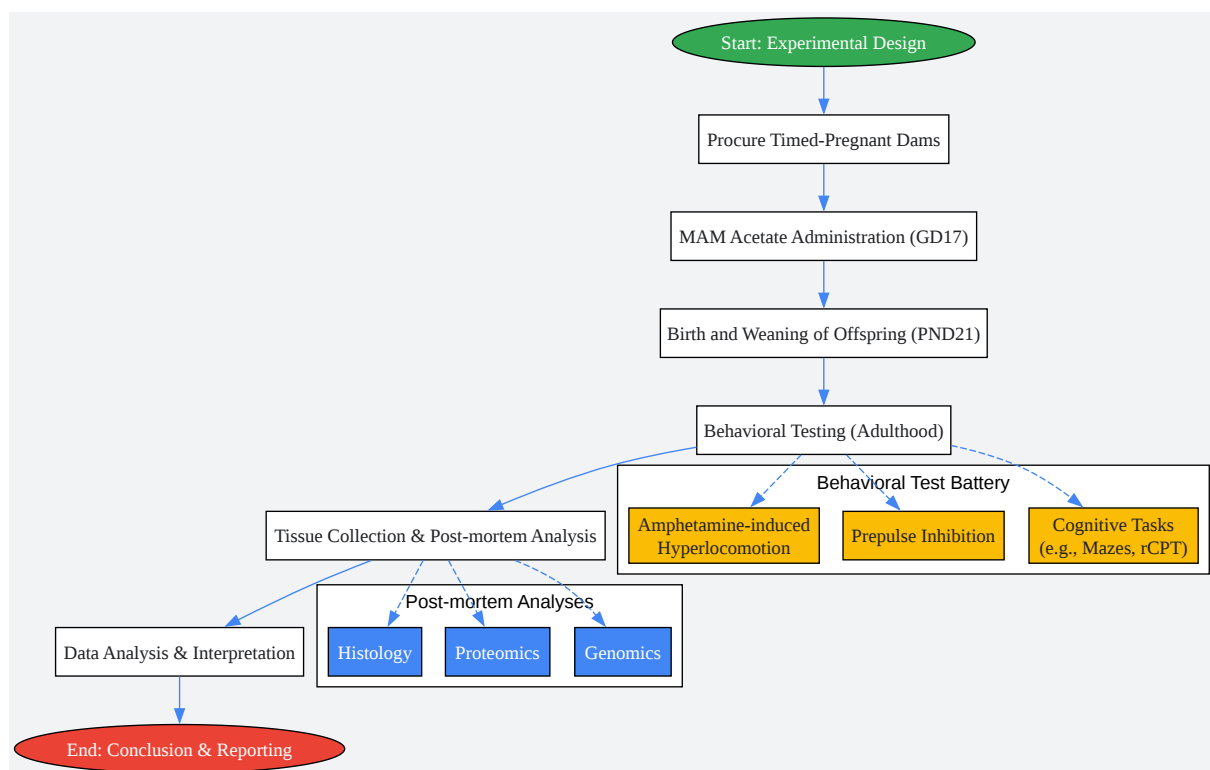 Start: Experimental Design
Procure Timed-Pregnant Dams
MAM Acetate Administration (GD17)
Birth and Weaning of Offspring (PND21)
Behavioral Testing (Adulthood)
Behavioral Test Battery
Amphetamine-induced
Hyperlocomotion
Prepulse Inhibition
Cognitive Tasks
(e.g., Mazes, rCPT)
Tissue Collection & Post-mortem Analysis
Post-mortem Analyses
Histology
Proteomics
Genomics
Data Analysis & Interpretation
End: Conclusion & Reporting